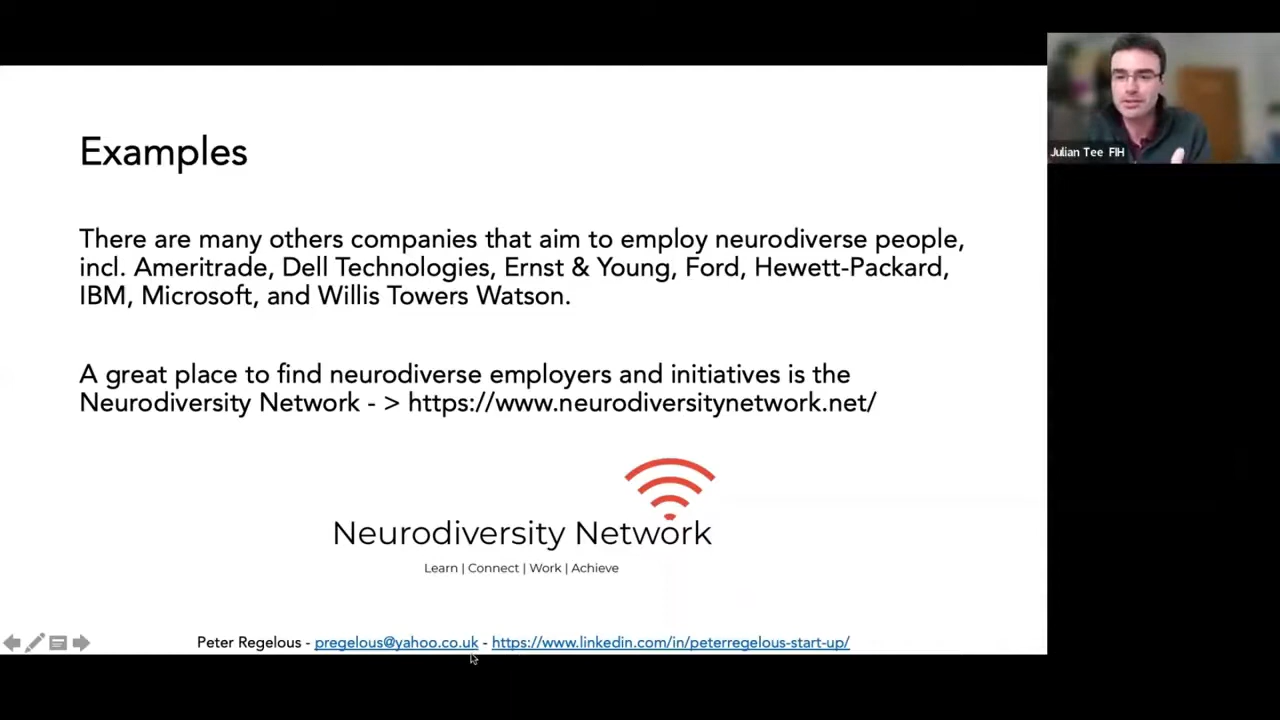 Examples
There are many others companies that aim to employ neurodiverse people,
incl. Ameritrade, Dell Technologies, Ernst & Young, Ford, Hewett-Packard,
IBM, Microsoft, and Willis Towers Watson.
A great place to find neurodiverse employers and initiatives is the
Neurodiversity Network - > https://www.neurodiversitynetwork.net/
Neurodiversity Network
Learn | Connect | Work | Achieve
Peter Regelous - pregelous@yahoo.co.uk - https://www.linkedin.com/in/peterregelous-start-up/
Julian Tee FIH